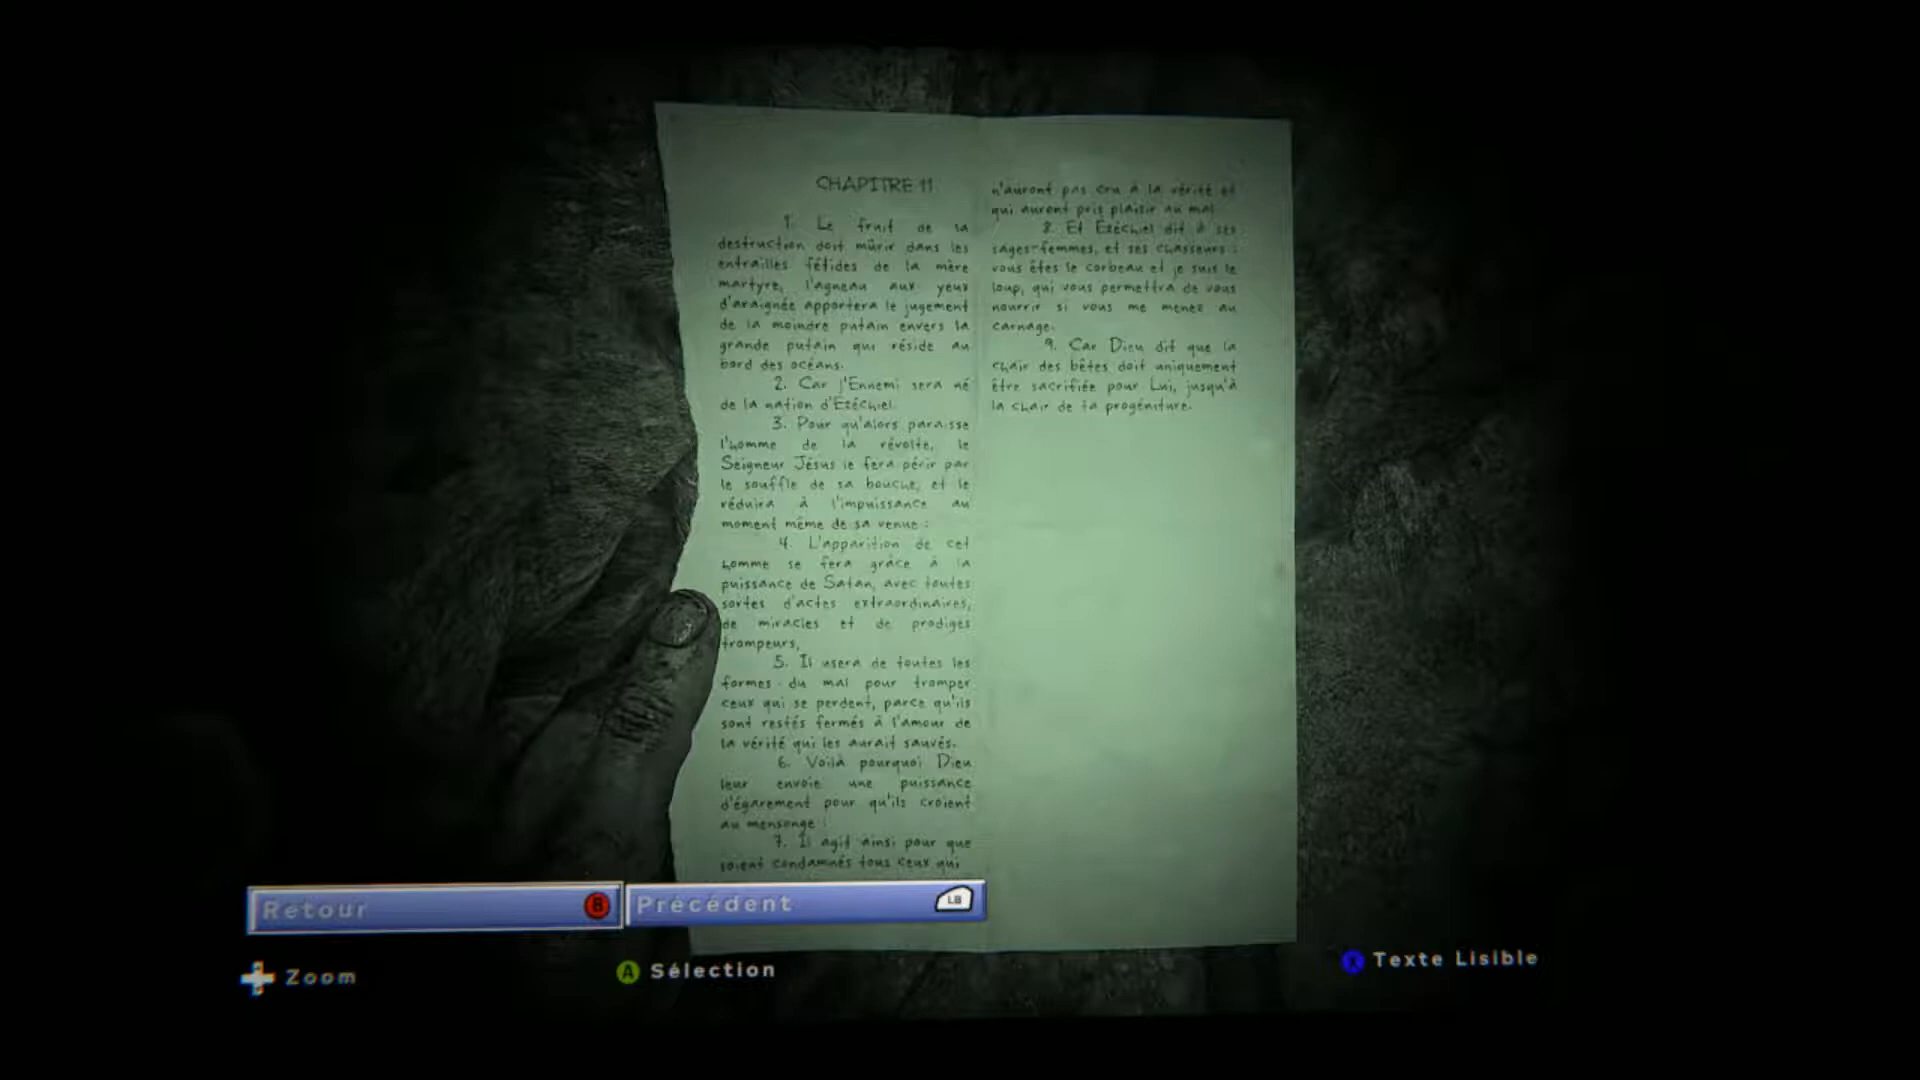 CHAPITRE 11
1. Le fruit de la
destruction doit mûrir dans les
entrailles fétides de la mère
martyre, l'agneau aux yeux
d'araignée apportera le jugement
de la moindre putain envers la
grande putain qui réside au
bord des océans.
2. Car l'Ennemi sera né
de la nation d'Ezéchiel.
3. Pour qu'alors paraisse
l'homme de la révolte, le
Seigneur Jésus le fera périr par
le souffle de sa bouche, et le
réduira à l'impuissance au
moment même de sa venue :
4. L'apparition de cet
homme se fera grâce à la
puissance de Satan, avec toutes
sortes d'actes extraordinaires,
de miracles et de prodiges
trompeurs,
5. Il usera de toutes les
formes du mal pour tromper
ceux qui se perdent, parce qu'ils
sont restés fermés à l'amour de
la vérité qui les aurait sauvés.
6. Voilà pourquoi Dieu
leur envoie une puissance
d'égarement pour qu'ils croient
au mensonge :
7. Il agit ainsi pour que
soient condamnés tous ceux qui
n'auront pas cru à la vérité et
qui auront pris plaisir au mal.
8. Et Ezéchiel dit à ses
sages-femmes, et ses chasseurs :
vous êtes le corbeau et je suis le
loup, qui vous permettra de vous
nourrir si vous me menez au
carnage.
9. Car Dieu dit que la
chair des bêtes doit uniquement
être sacrifiée pour Lui, jusqu'à
la chair de ta progéniture.
Retour B
Précédent LB
Zoom
A Sélection
X Texte Lisible